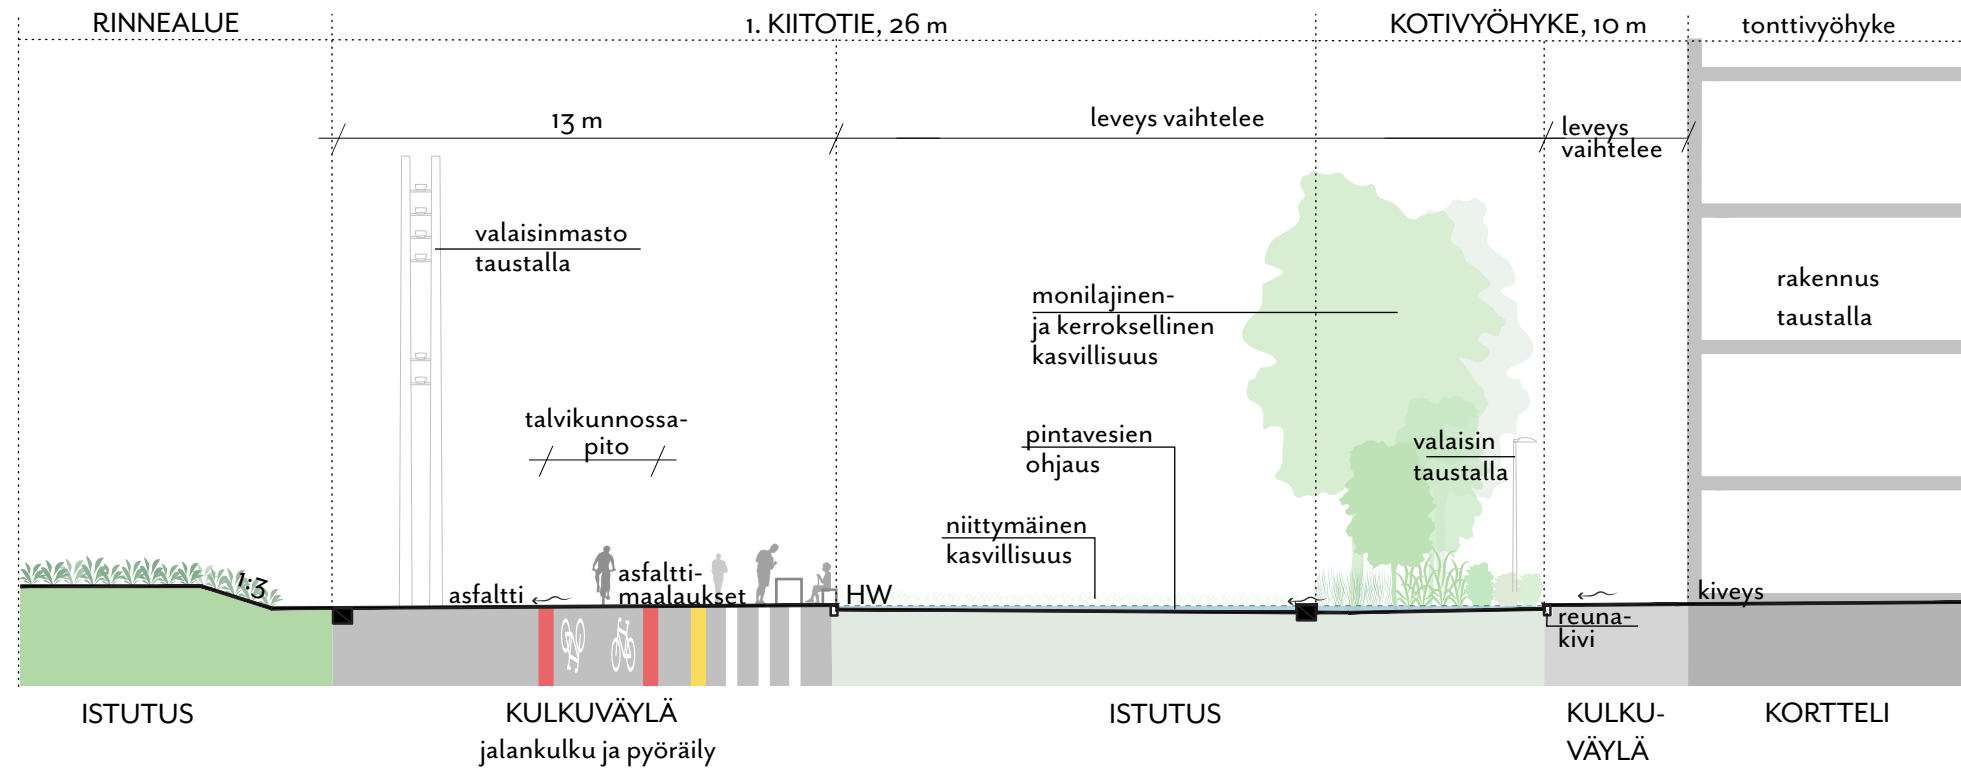 RINNEALUE
1. KIITOTIE, 26 m
KOTIVYÖHYKE, 10 m
tonttivyöhyke
13 m
leveys vaihtelee
leveys
vaihtelee
valaisinmasto
taustalla
monilajinen-
ja kerroksellinen
kasvillisuus
rakennus
taustalla
talvikunnossa-
pito
pintavesien
ohjaus
valaisin
taustalla
niittymäinen
kasvillisuus
1:3
asfaltti
asfaltti-
maalaukset
HW
kiveys
reuna-
kivi
ISTUTUS
KULKUVÄYLÄ
jalankulku ja pyöräily
ISTUTUS
KULKU-
VÄYLÄ
KORTTELI